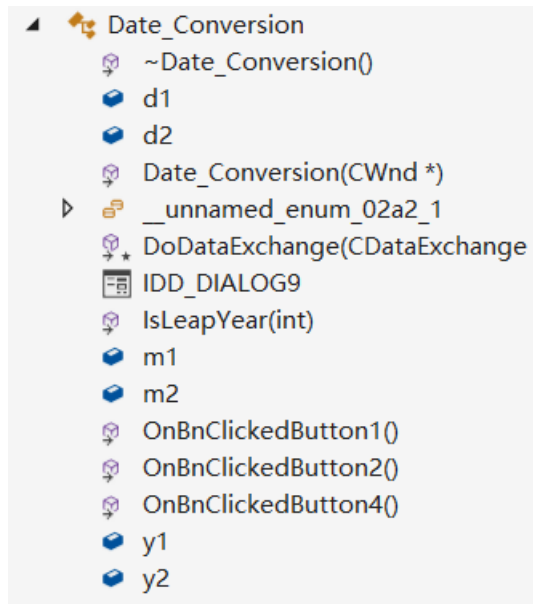 Date_Conversion
~Date_Conversion()
d1
d2
Date_Conversion(CWnd *)
__unnamed_enum_02a2_1
DoDataExchange(CDataExchange
IDD_DIALOG9
IsLeapYear(int)
m1
m2
OnBnClickedButton1()
OnBnClickedButton2()
OnBnClickedButton4()
y1
y2